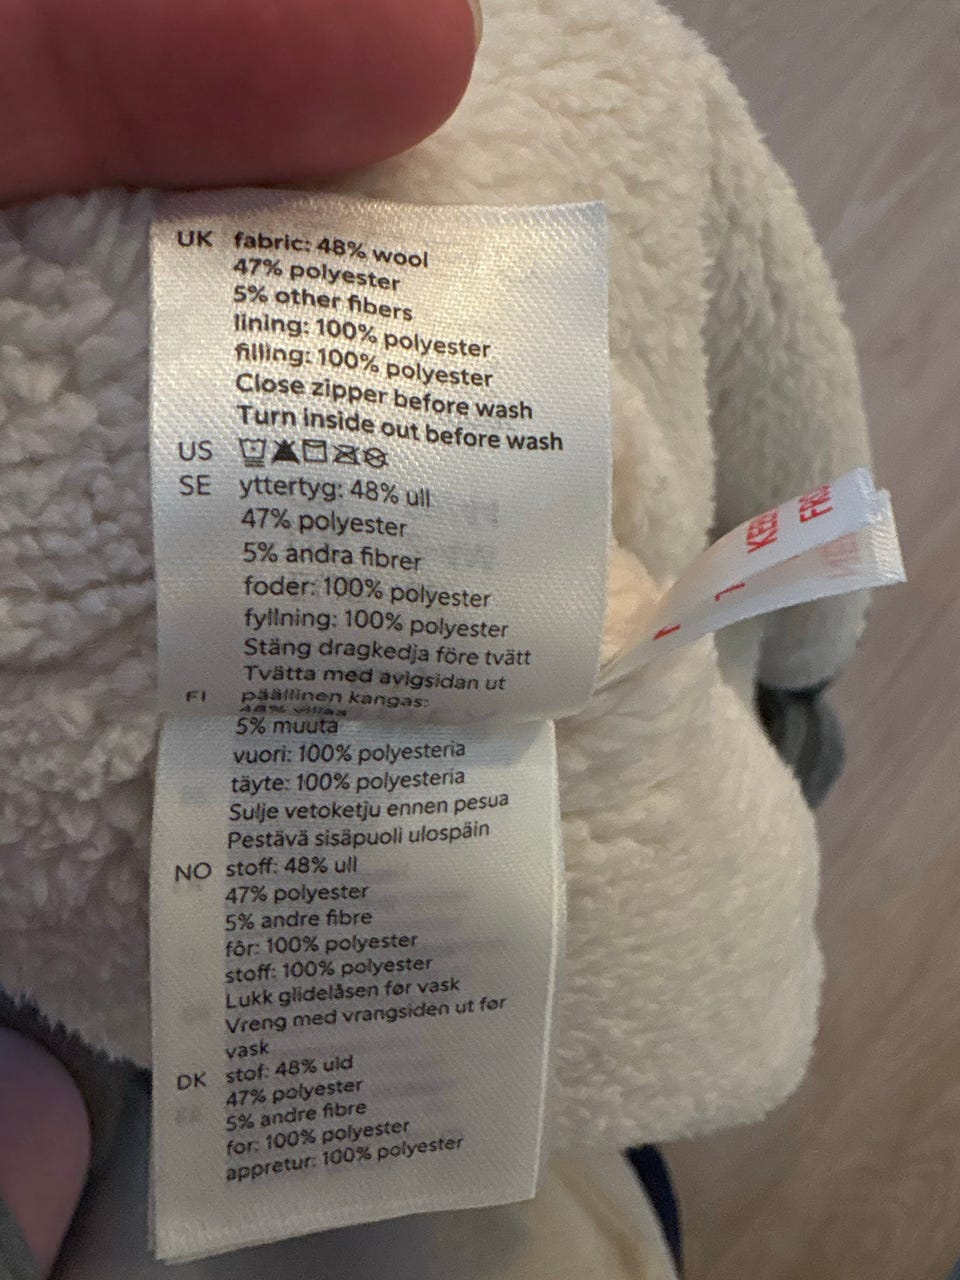 UK fabric: 48% wool
47% polyester
5% other fibers
lining: 100% polyester
filling: 100% polyester
Close zipper before wash
Turn inside out before wash
US
SE yttertyg: 48% ull
47% polyester
5% andra fibrer
foder: 100% polyester
fyllning: 100% polyester
Stäng dragkedja före tvätt
Tvätta med avigsidan ut
FI päällinen kangas:
48% villaa
5% muuta
vuori: 100% polyesteria
täyte: 100% polyesteria
Sulje vetoketju ennen pesua
Pestävä sisäpuoli ulospäin
NO stoff: 48% ull
47% polyester
5% andre fibre
fôr: 100% polyester
stoff: 100% polyester
Lukk glidelåsen før vask
Vreng med vrangsiden ut før
vask
DK stof: 48% uld
47% polyester
5% andre fibre
for: 100% polyester
appretur: 100% polyester